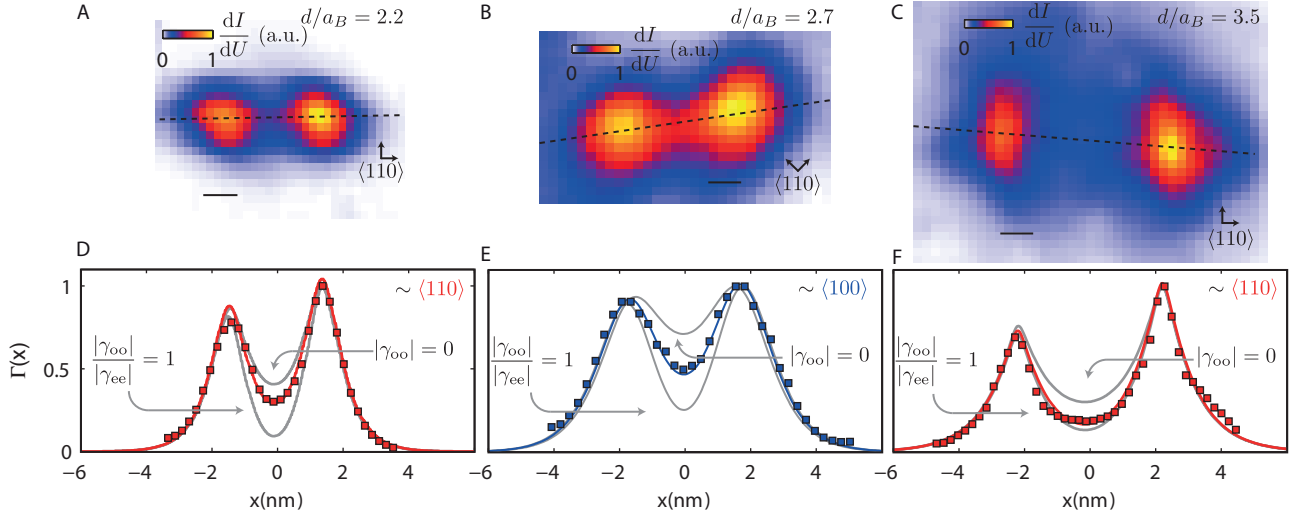 A
dI/dU (a.u.)
0 1
d/a_B = 2.2
⟨110⟩
B
dI/dU (a.u.)
0 1
d/a_B = 2.7
⟨110⟩
C
dI/dU (a.u.)
0 1
d/a_B = 3.5
⟨110⟩
D
∼ ⟨110⟩
|γ_oo|/|γ_ee| = 1
|γ_oo| = 0
Γ(x)
1
0.5
0
−6 −4 −2 0 2 4
x(nm)
E
∼ ⟨100⟩
|γ_oo|/|γ_ee| = 1
|γ_oo| = 0
−6 −4 −2 0 2 4
x(nm)
F
∼ ⟨110⟩
|γ_oo|/|γ_ee| = 1
|γ_oo| = 0
−6 −4 −2 0 2 4
x(nm)